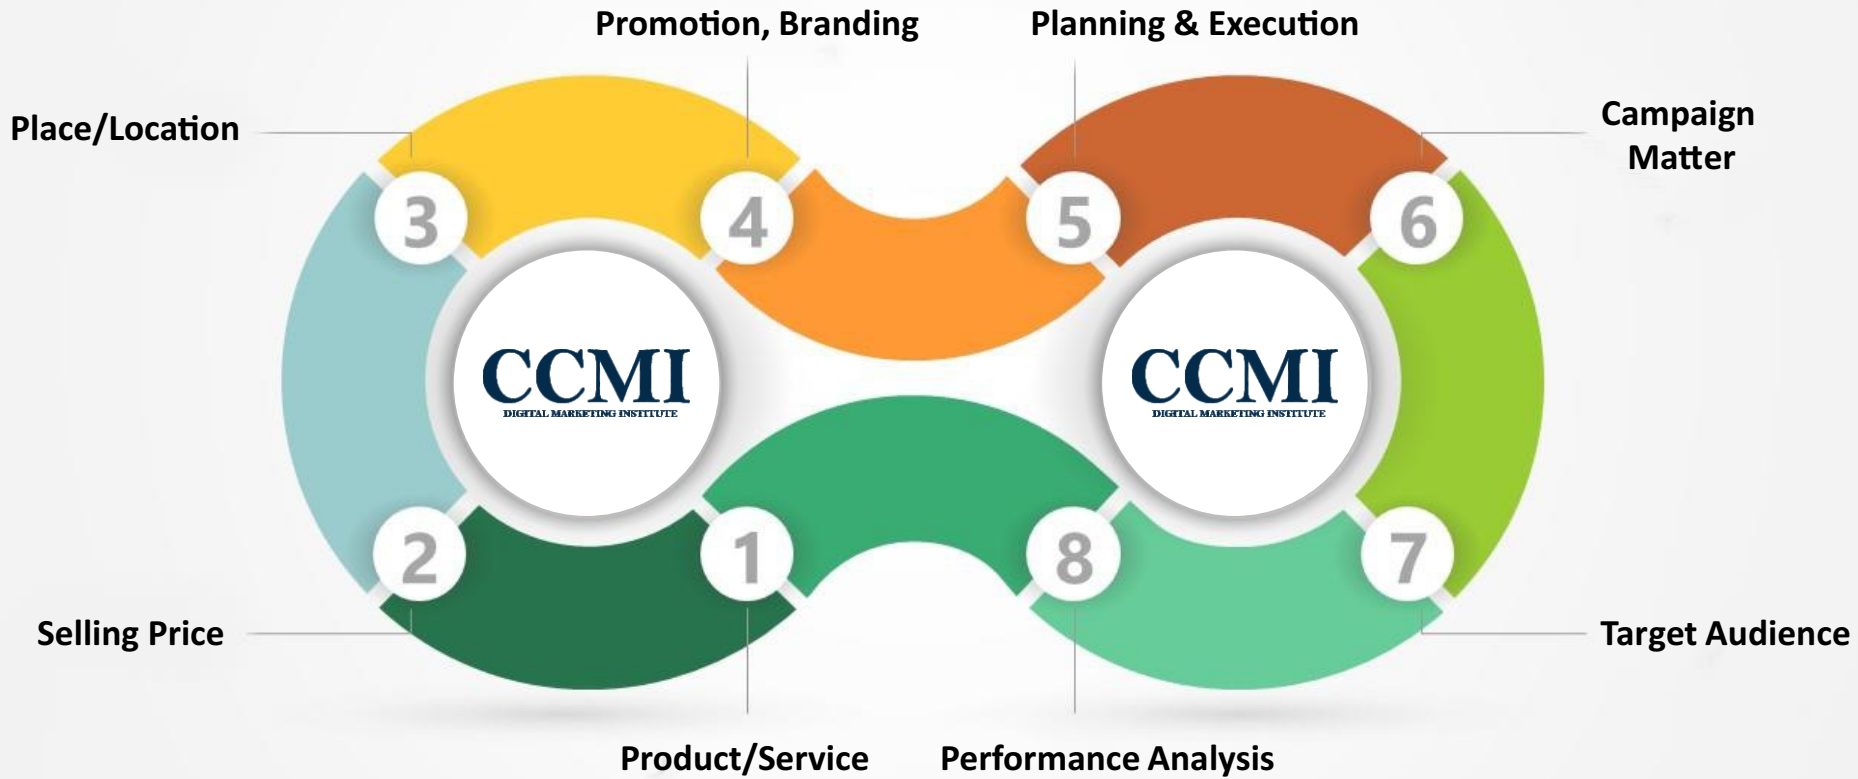 Promotion, Branding
Planning & Execution
Place/Location
Campaign
Matter
3
4
5
6
CCMI
DIGITAL MARKETING INSTITUTE
CCMI
DIGITAL MARKETING INSTITUTE
2
1
8
7
Selling Price
Target Audience
Product/Service
Performance Analysis